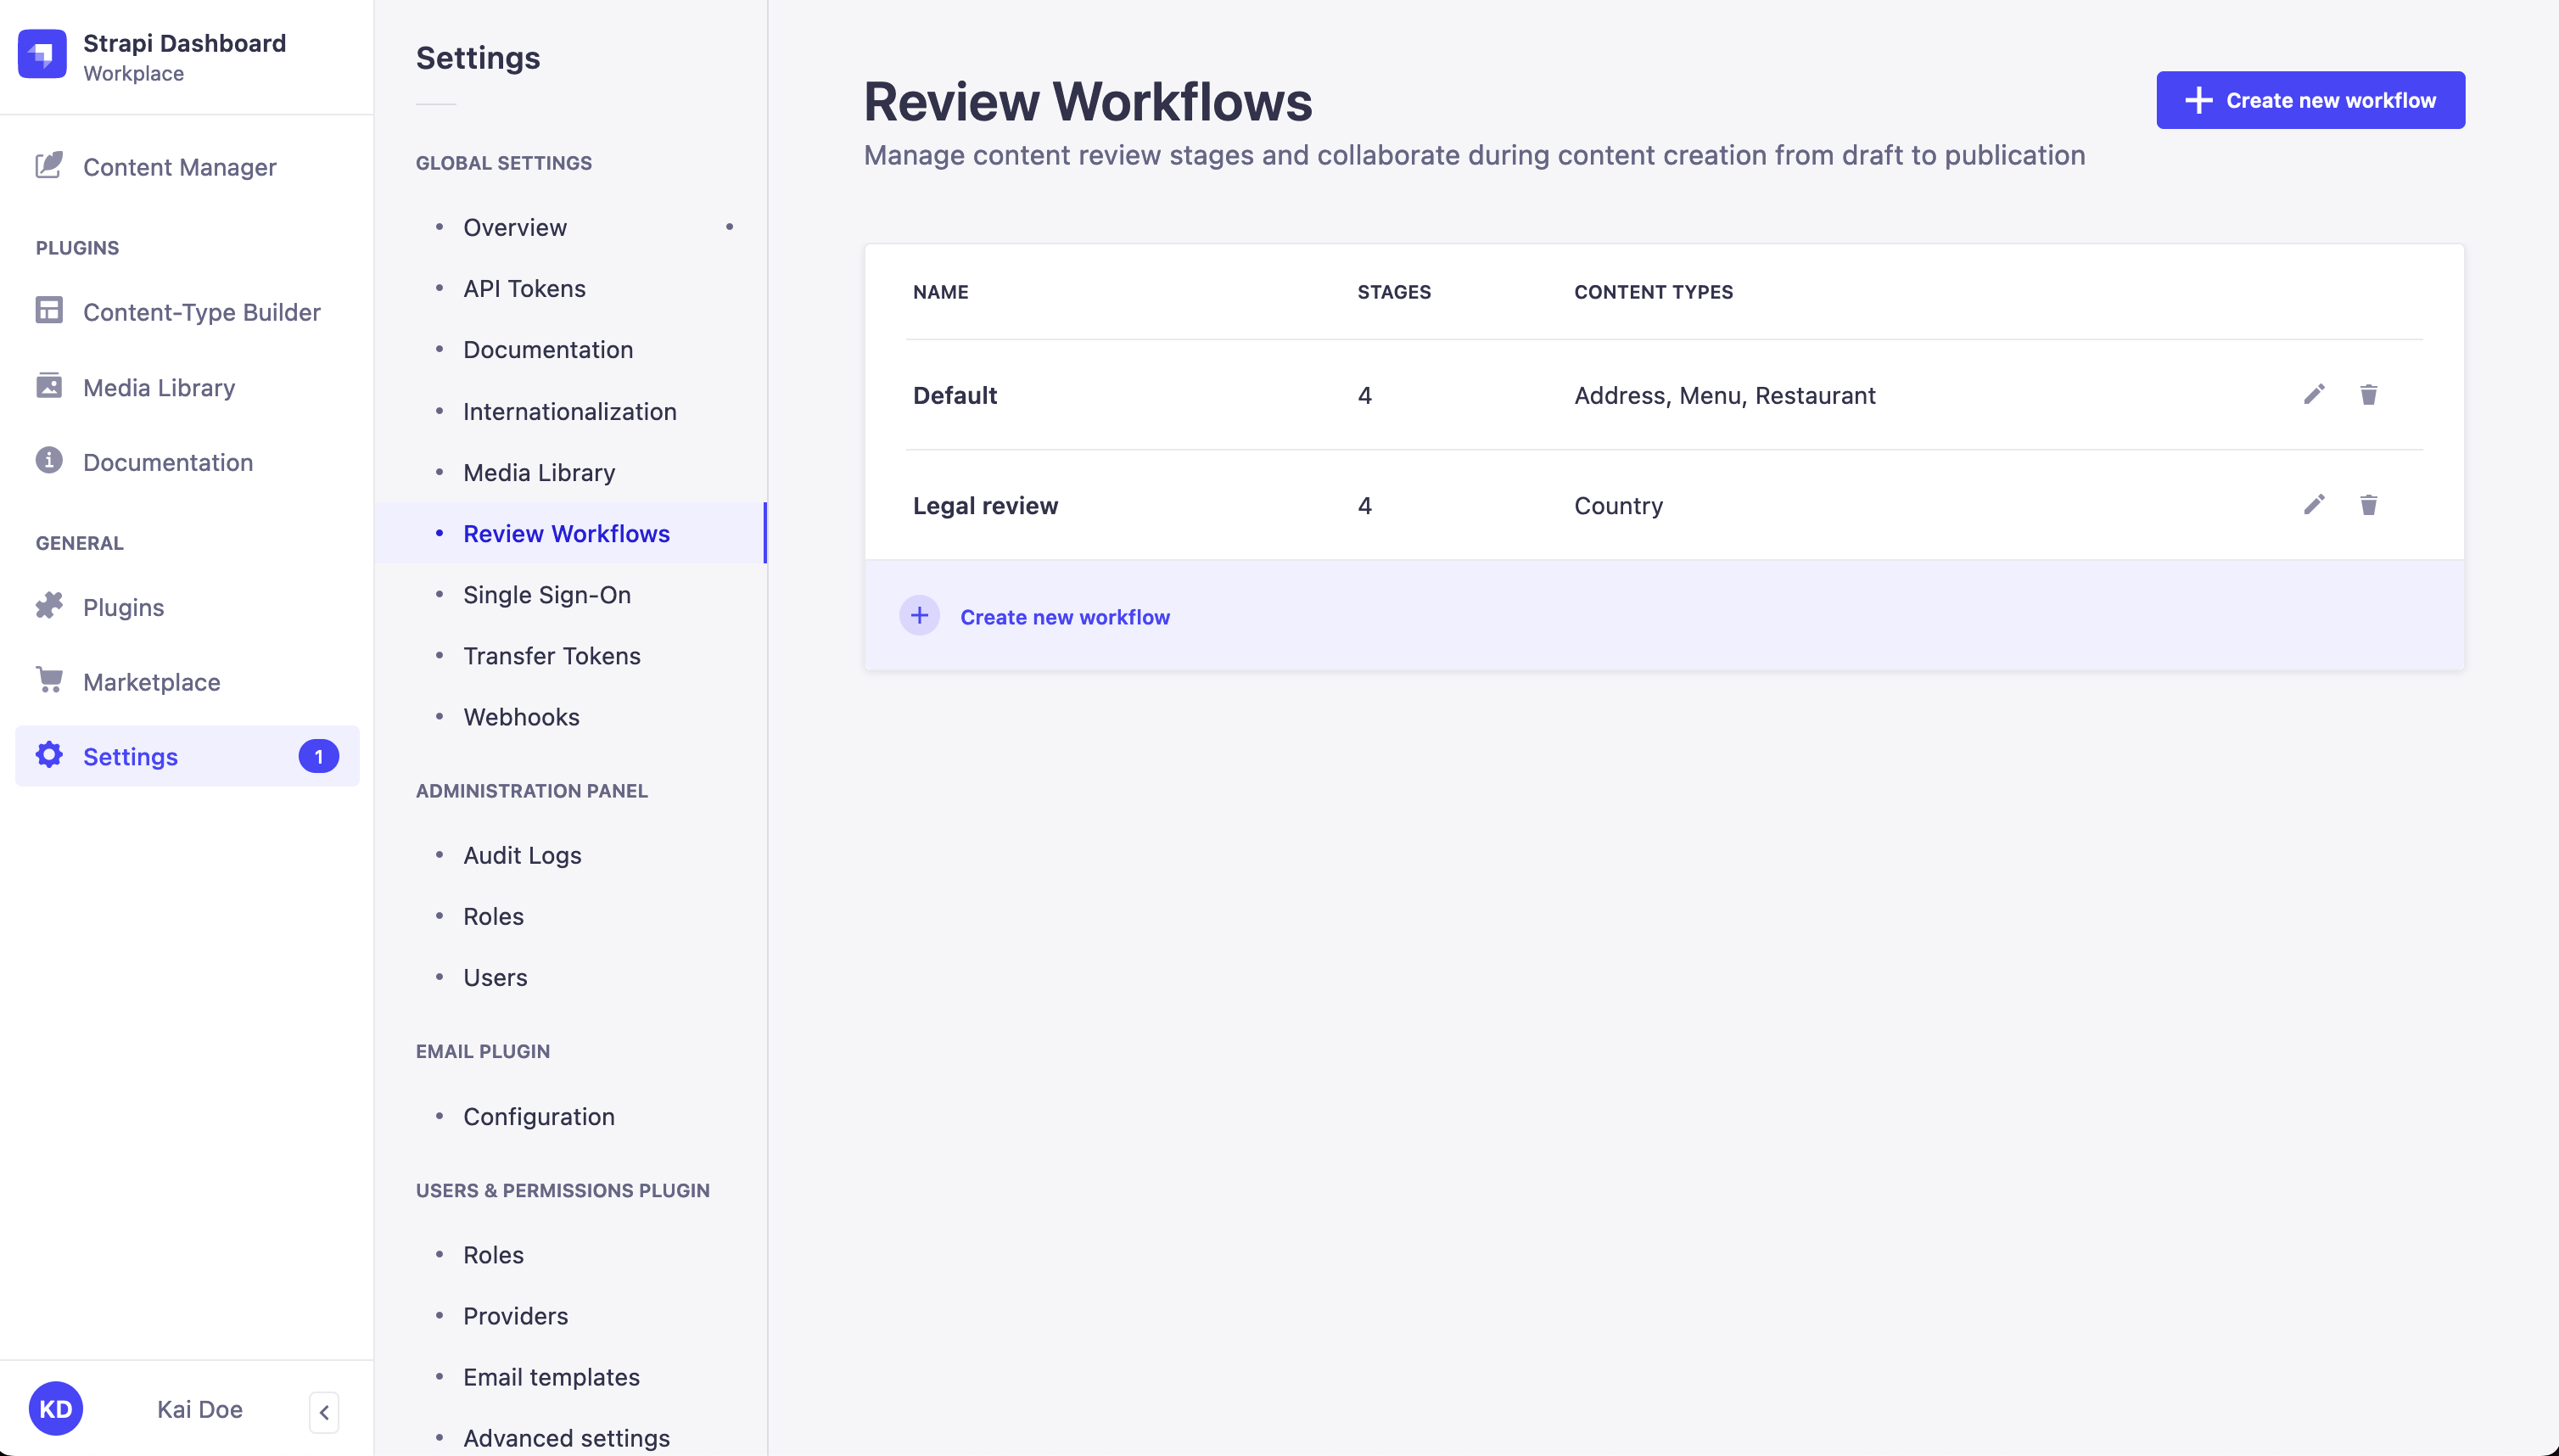 Strapi Dashboard
Workplace
Content Manager
PLUGINS
Content-Type Builder
Media Library
Documentation
GENERAL
Plugins
Marketplace
Settings 1
KD Kai Doe
Settings
GLOBAL SETTINGS
Overview
API Tokens
Documentation
Internationalization
Media Library
Review Workflows
Single Sign-On
Transfer Tokens
Webhooks
ADMINISTRATION PANEL
Audit Logs
Roles
Users
EMAIL PLUGIN
Configuration
USERS & PERMISSIONS PLUGIN
Roles
Providers
Email templates
Advanced settings
Review Workflows
Create new workflow
Manage content review stages and collaborate during content creation from draft to publication
NAME STAGES CONTENT TYPES
Default 4 Address, Menu, Restaurant
Legal review 4 Country
Create new workflow